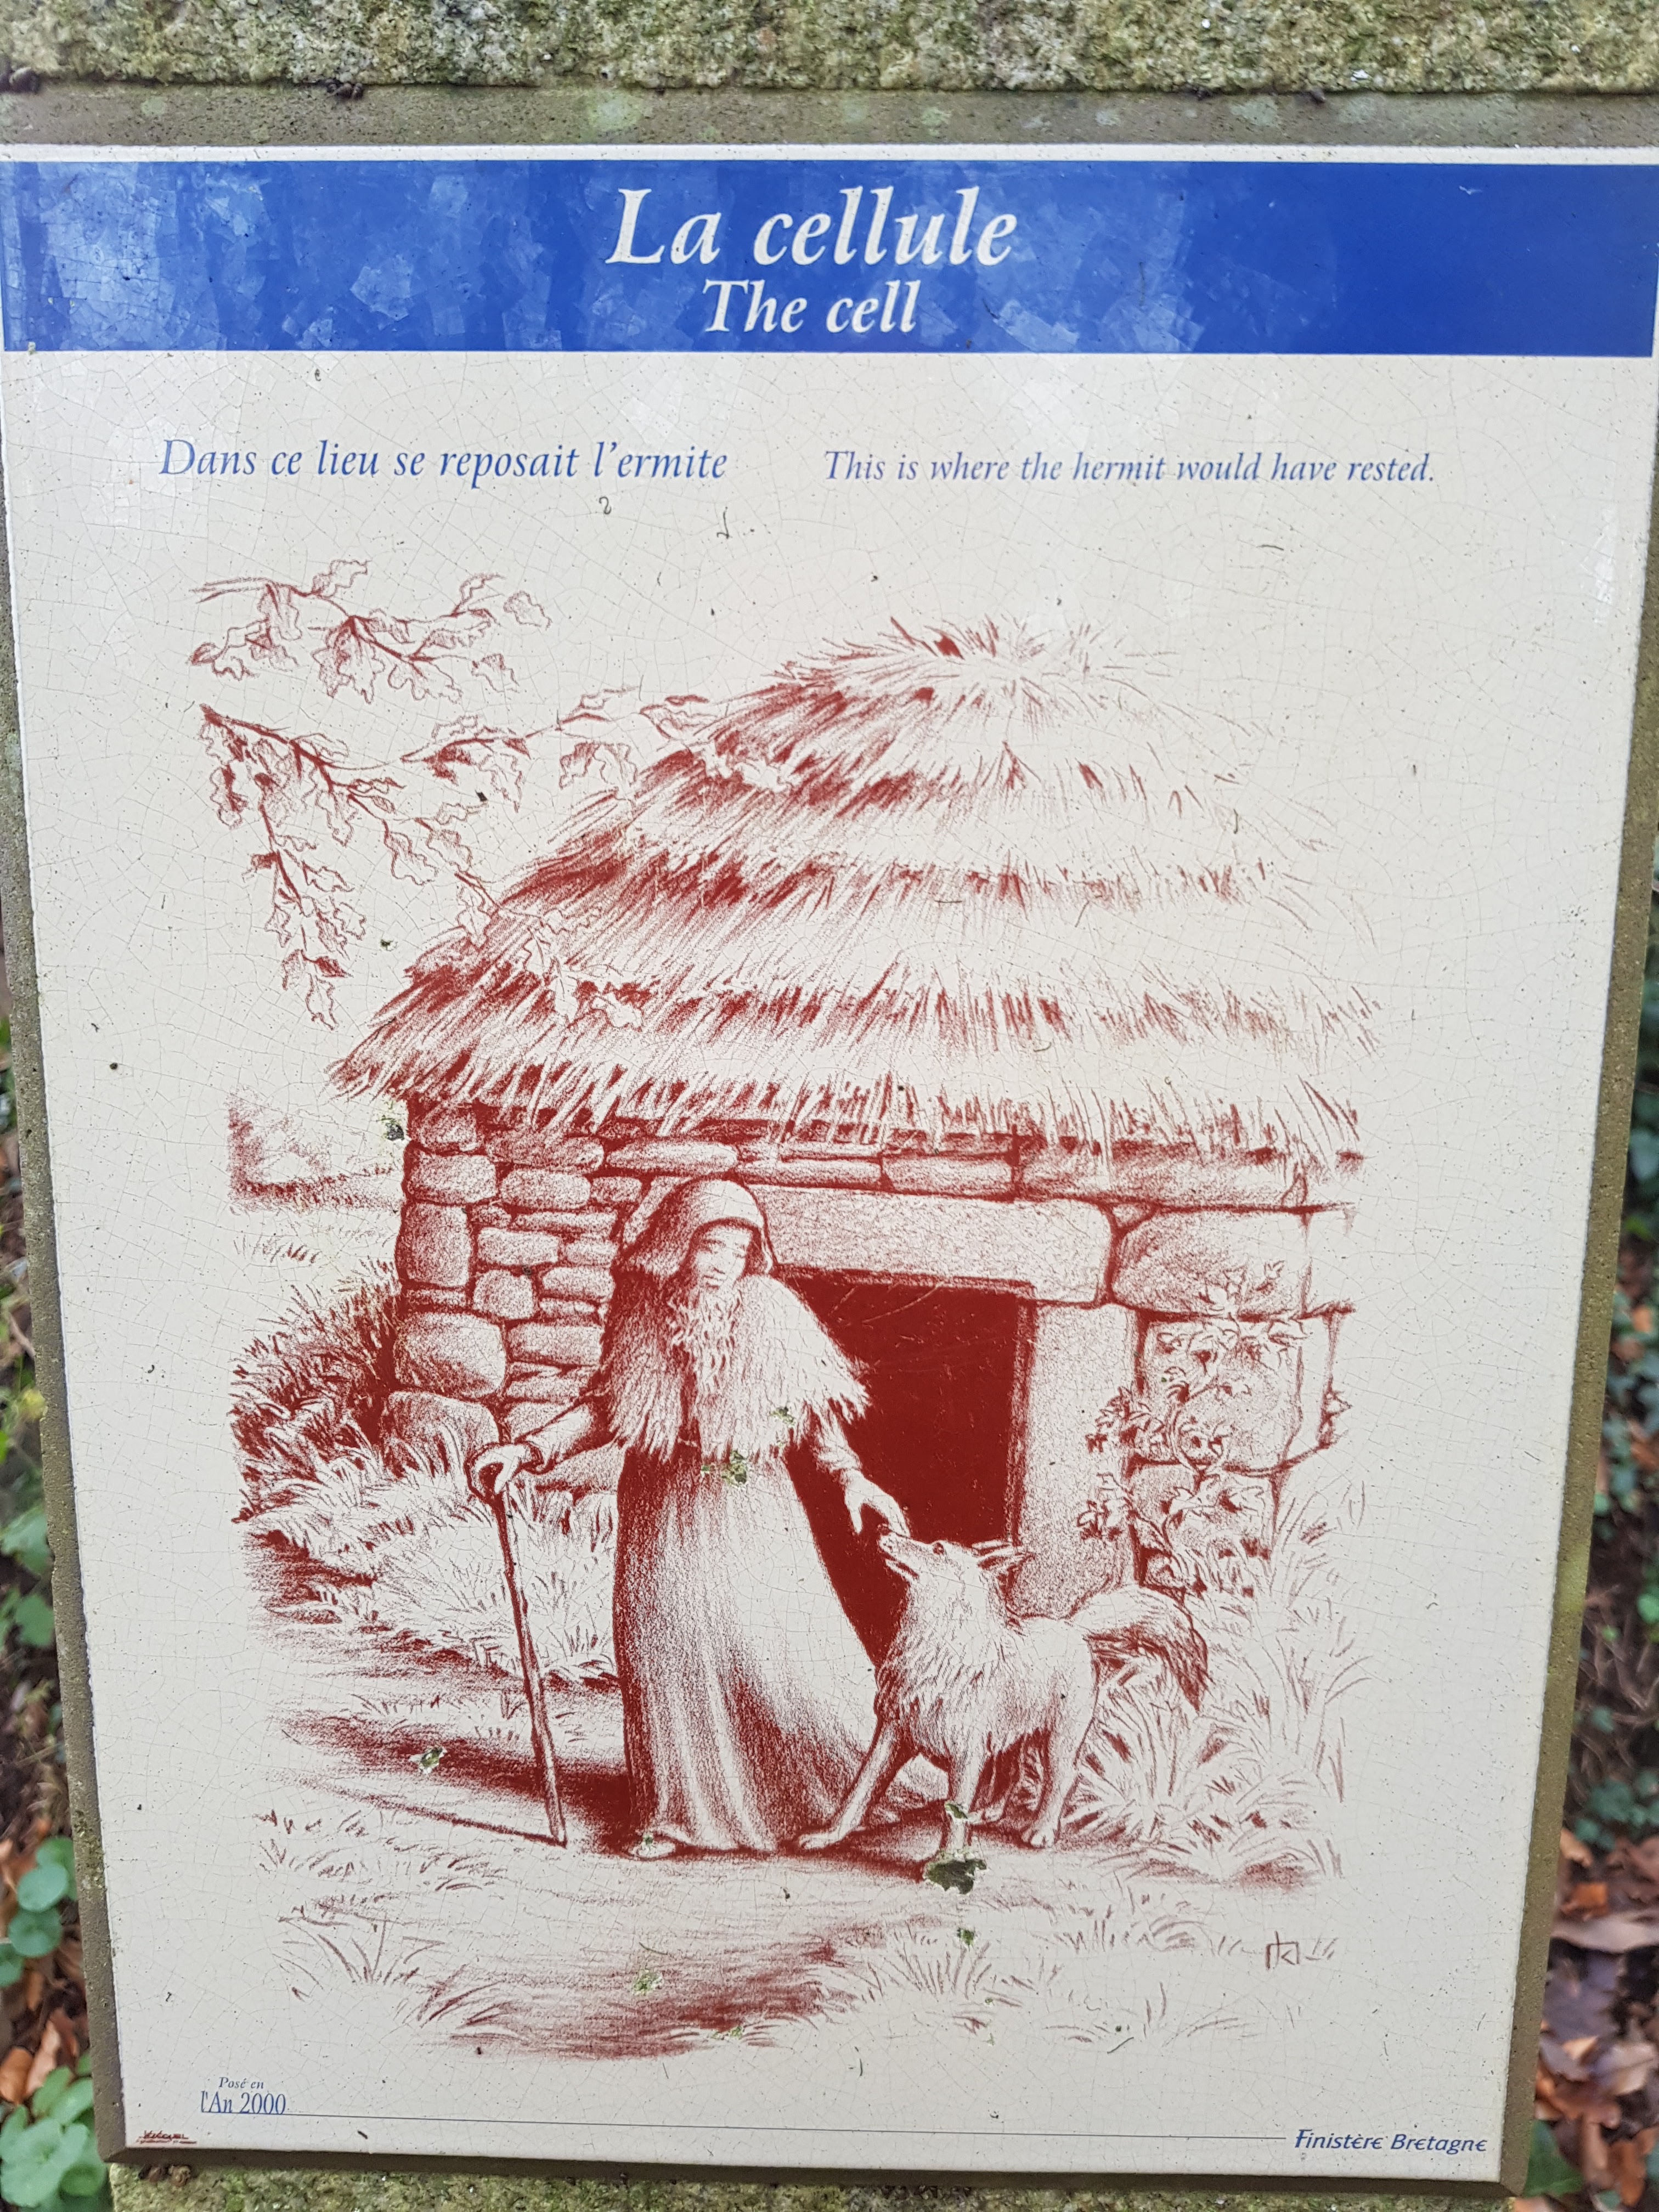 La cellule
The cell
Dans ce lieu se reposait l'ermite
This is where the hermit would have rested.
Posé en
l'An 2000
Finistère Bretagne